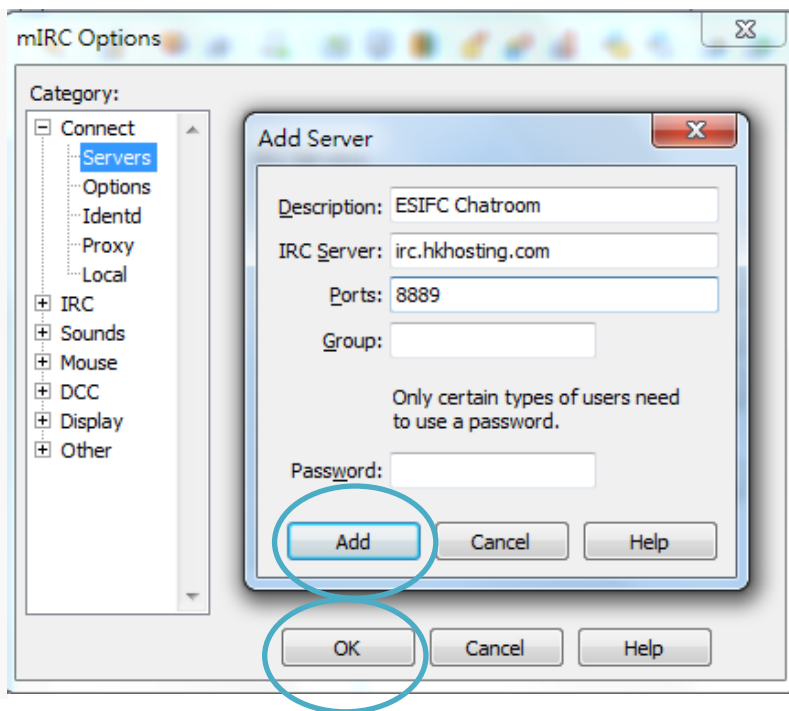 mIRC Options
Category:
Connect
Servers
Options
Identd
Proxy
Local
IRC
Sounds
Mouse
DCC
Display
Other
Add Server
Description: ESIFC Chatroom
IRC Server: irc.hkhosting.com
Ports: 8889
Group:
Only certain types of users need
to use a password.
Password:
Add Cancel Help
OK Cancel Help